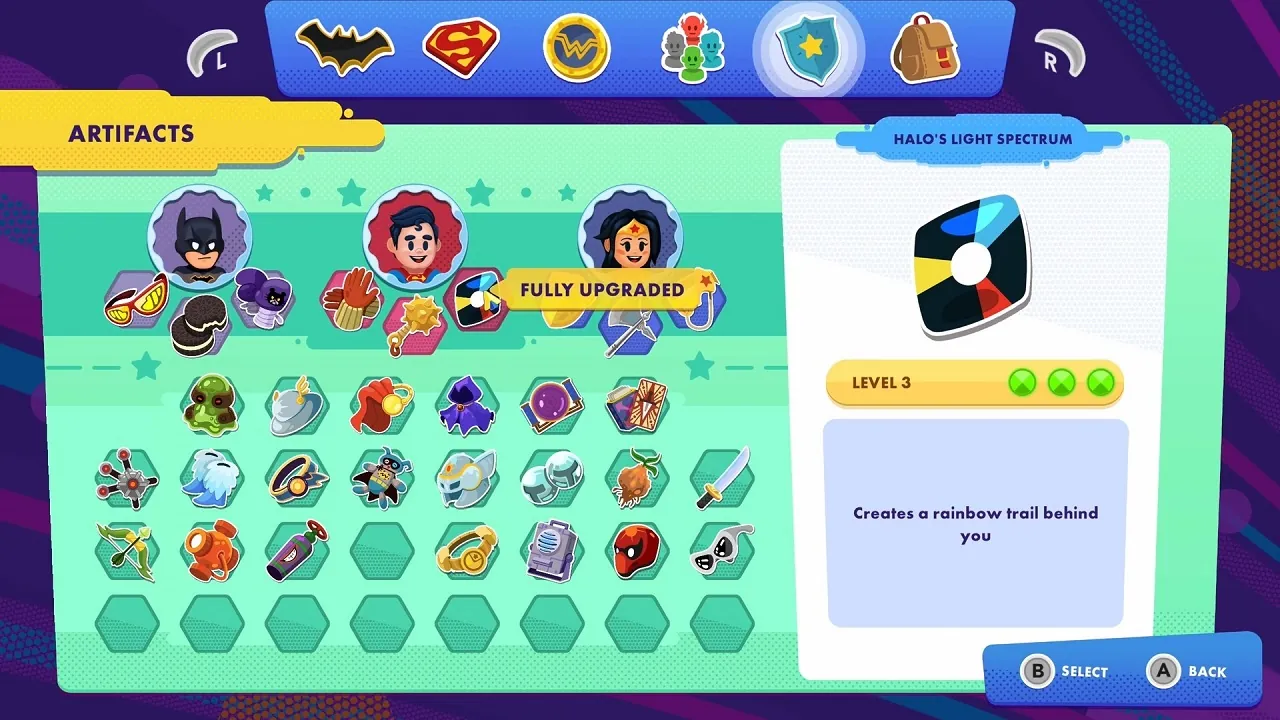 L
R
ARTIFACTS
HALO'S LIGHT SPECTRUM
FULLY UPGRADED
LEVEL 3
Creates a rainbow trail behind
you
B SELECT
A BACK